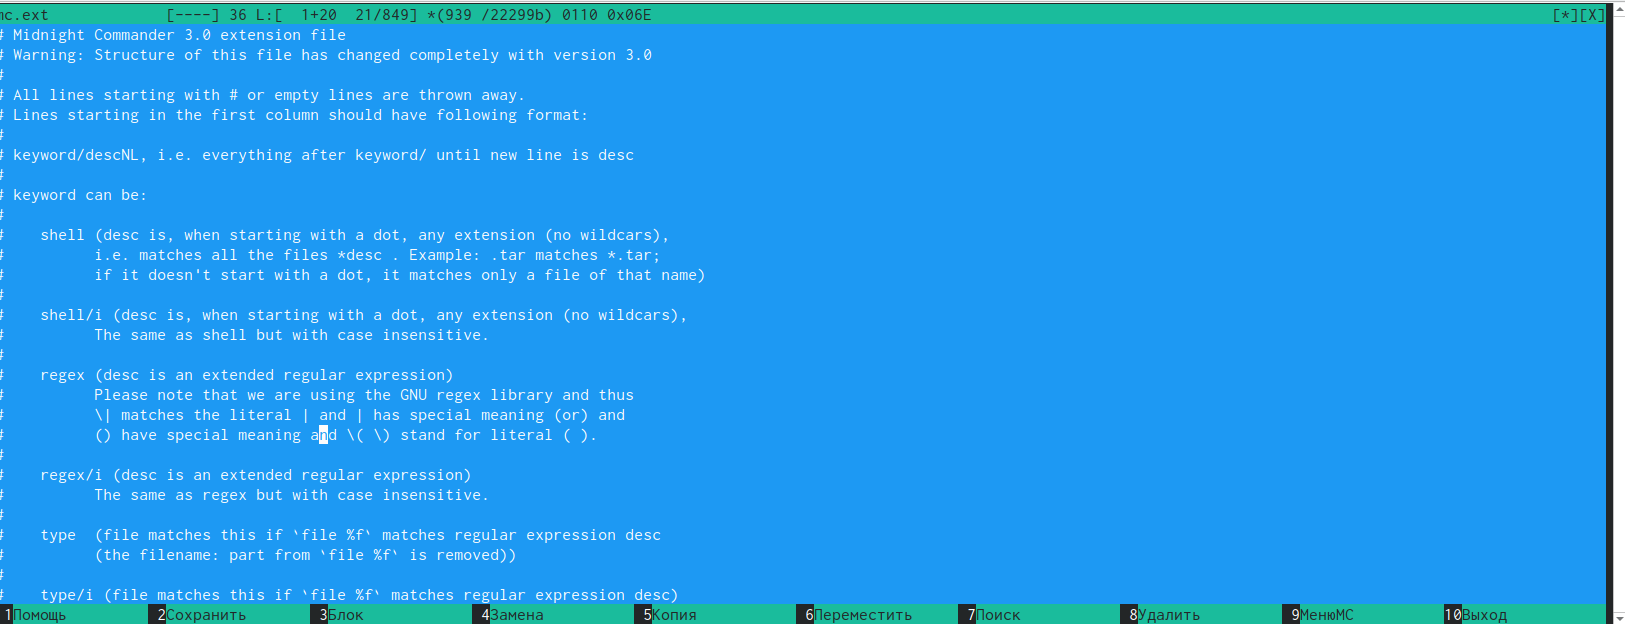 mc.ext [----] 36 L:[ 1+20 21/849] *(939 /22299b) 0110 0x06E [*][X]
# Midnight Commander 3.0 extension file
# Warning: Structure of this file has changed completely with version 3.0
#
# All lines starting with # or empty lines are thrown away.
# Lines starting in the first column should have following format:
#
# keyword/descNL, i.e. everything after keyword/ until new line is desc
#
# keyword can be:
#
#    shell (desc is, when starting with a dot, any extension (no wildcars),
#          i.e. matches all the files *desc . Example: .tar matches *.tar;
#          if it doesn't start with a dot, it matches only a file of that name)
#
#    shell/i (desc is, when starting with a dot, any extension (no wildcars),
#          The same as shell but with case insensitive.
#
#    regex (desc is an extended regular expression)
#          Please note that we are using the GNU regex library and thus
#          \| matches the literal | and | has special meaning (or) and
#          () have special meaning and \( \) stand for literal ( ).
#
#    regex/i (desc is an extended regular expression)
#          The same as regex but with case insensitive.
#
#    type  (file matches this if `file %f` matches regular expression desc
#          (the filename: part from `file %f` is removed))
#
#    type/i (file matches this if `file %f` matches regular expression desc)
1Помощь 2Сохранить 3Блок 4Замена 5Копия 6Переместить 7Поиск 8Удалить 9МенюМС 10Выход